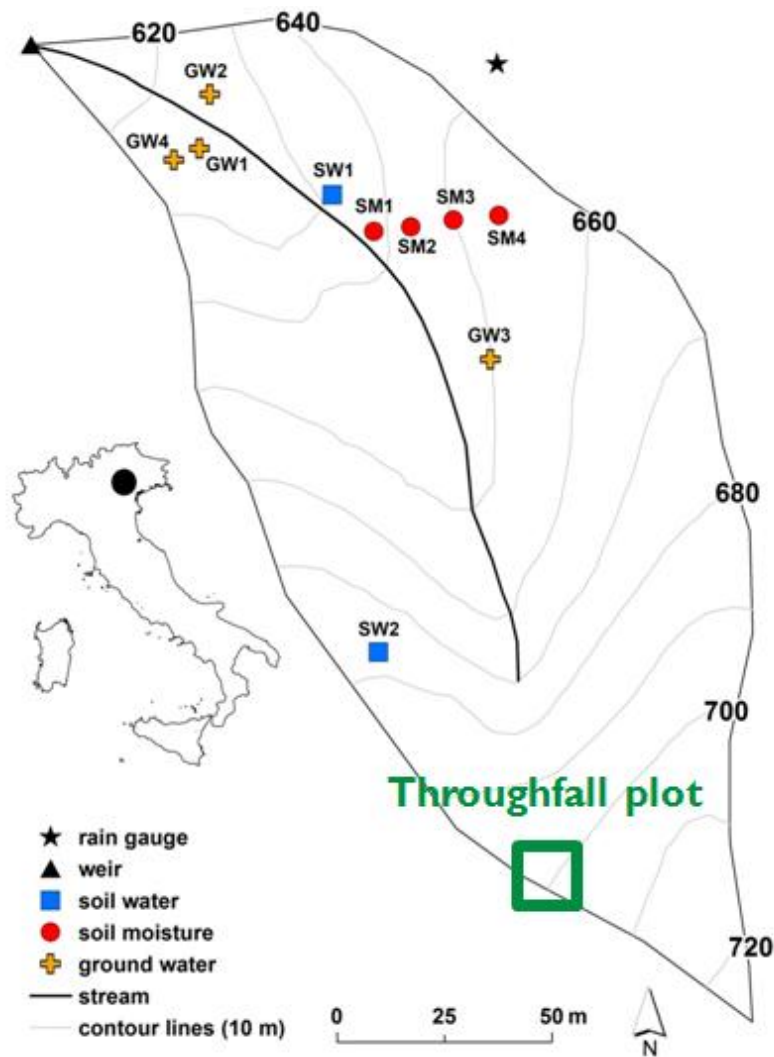 620
640
GW2
GW4
GW1
SW1
SM1
SM2
SM3
SM4
660
GW3
680
SW2
700
Throughfall plot
rain gauge
weir
soil water
soil moisture
ground water
stream
contour lines (10 m)
720
0 25 50 m
N